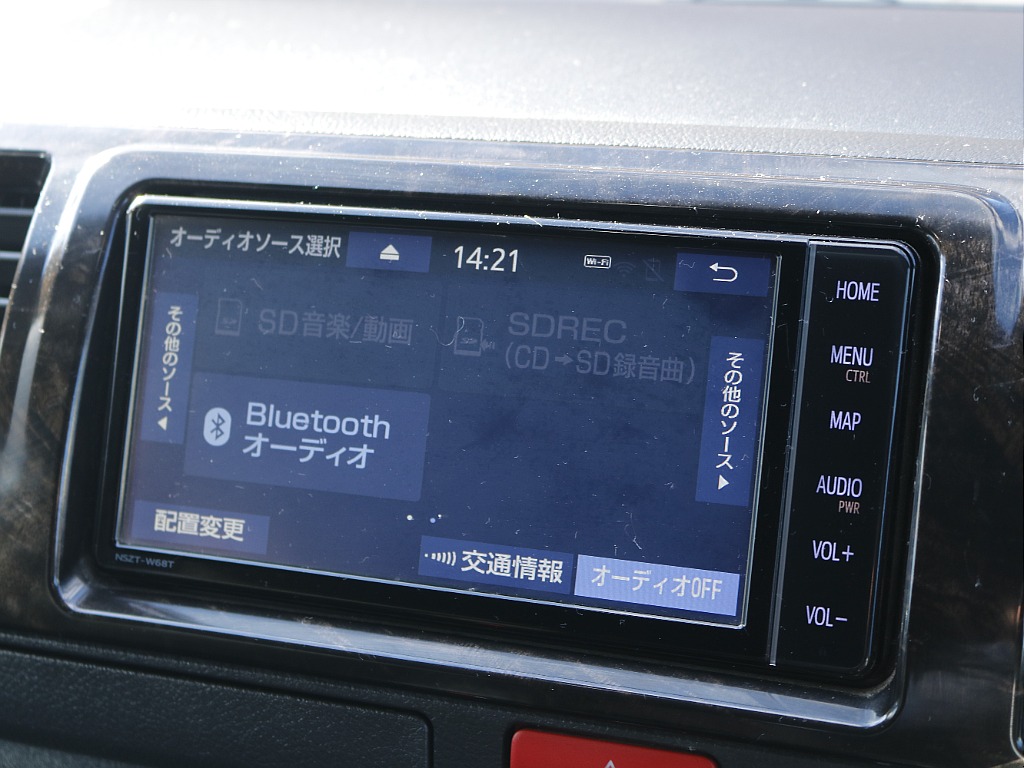 オーディオソース選択
14:21
Wi-Fi
その他のソース
SD音楽/動画
SDREC
(CD→SD録音曲)
その他のソース
Bluetooth
オーディオ
配置変更
交通情報
オーディオOFF
NSZT-W68T
HOME
MENU
CTRL
MAP
AUDIO
PWR
VOL+
VOL−